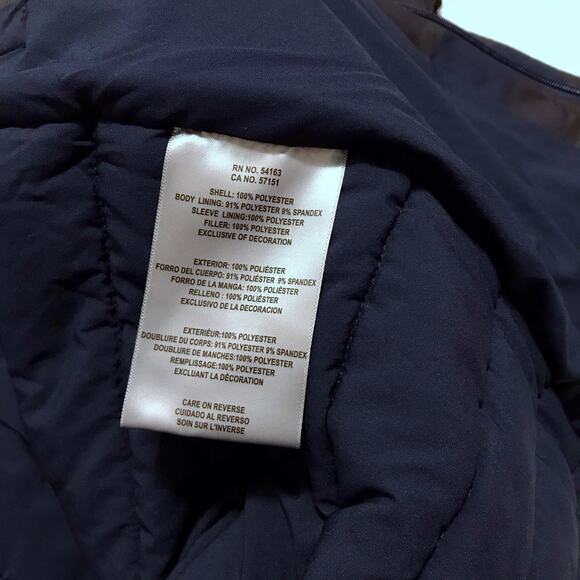 RN NO. 54163
CA NO. 57151
SHELL: 100% POLYESTER
BODY LINING: 91% POLYESTER 9% SPANDEX
SLEEVE LINING:100% POLYESTER
FILLER: 100% POLYESTER
EXCLUSIVE OF DECORATION
EXTERIOR: 100% POLIÉSTER
FORRO DEL CUERPO: 91% POLIÉSTER 9% SPANDEX
FORRO DE LA MANGA: 100% POLIÉSTER
RELLENO : 100% POLIÉSTER
EXCLUSIVO DE LA DECORACION
EXTERIEUR:100% POLYESTER
DOUBLURE DU CORPS: 91% POLYESTER 9% SPANDEX
DOUBLURE DE MANCHES:100% POLYESTER
REMPLISSAGE:100% POLYESTER
EXCLUANT LA DÉCORATION
CARE ON REVERSE
CUIDADO AL REVERSO
SOIN SUR L'INVERSE